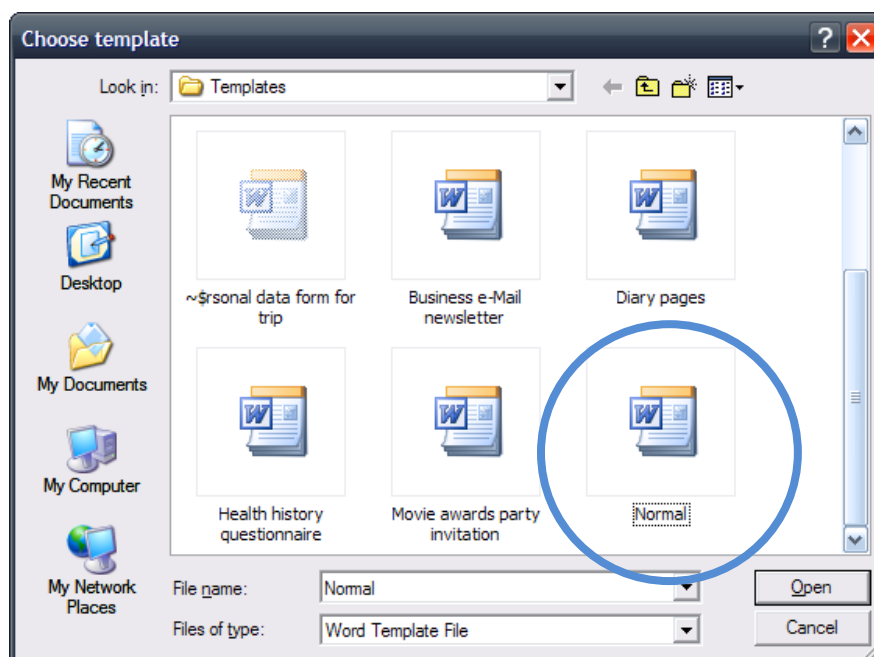 Choose template
Look in:
Templates
My Recent
Documents
Desktop
My Documents
My Computer
My Network
Places
~$rsonal data form for
trip
Business e-Mail
newsletter
Diary pages
Health history
questionnaire
Movie awards party
invitation
Normal
File name:
Normal
Open
Files of type:
Word Template File
Cancel